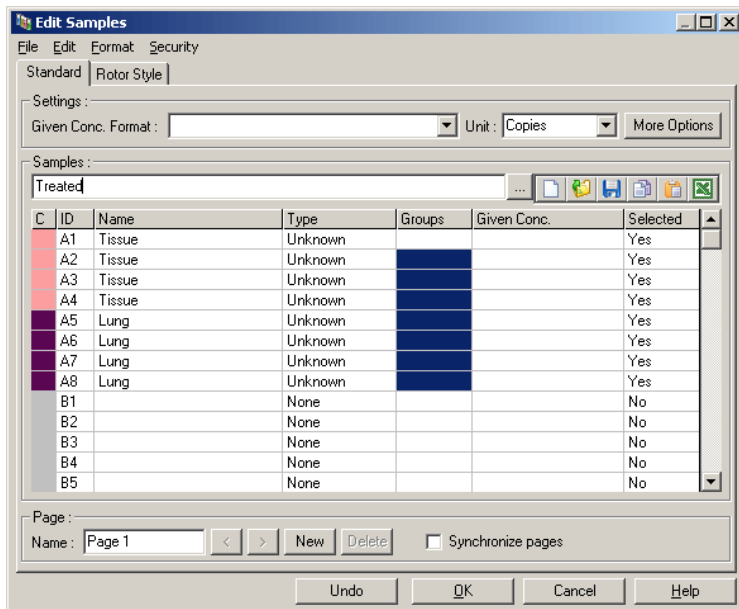 Edit Samples
File Edit Format Security
Standard Rotor Style
Settings :
Given Conc. Format : Unit : Copies More Options
Samples :
Treated ...
C ID Name Type Groups Given Conc. Selected
A1 Tissue Unknown Yes
A2 Tissue Unknown Yes
A3 Tissue Unknown Yes
A4 Tissue Unknown Yes
A5 Lung Unknown Yes
A6 Lung Unknown Yes
A7 Lung Unknown Yes
A8 Lung Unknown Yes
B1 None No
B2 None No
B3 None No
B4 None No
B5 None No
Page :
Name : Page 1 < > New Delete Synchronize pages
Undo OK Cancel Help